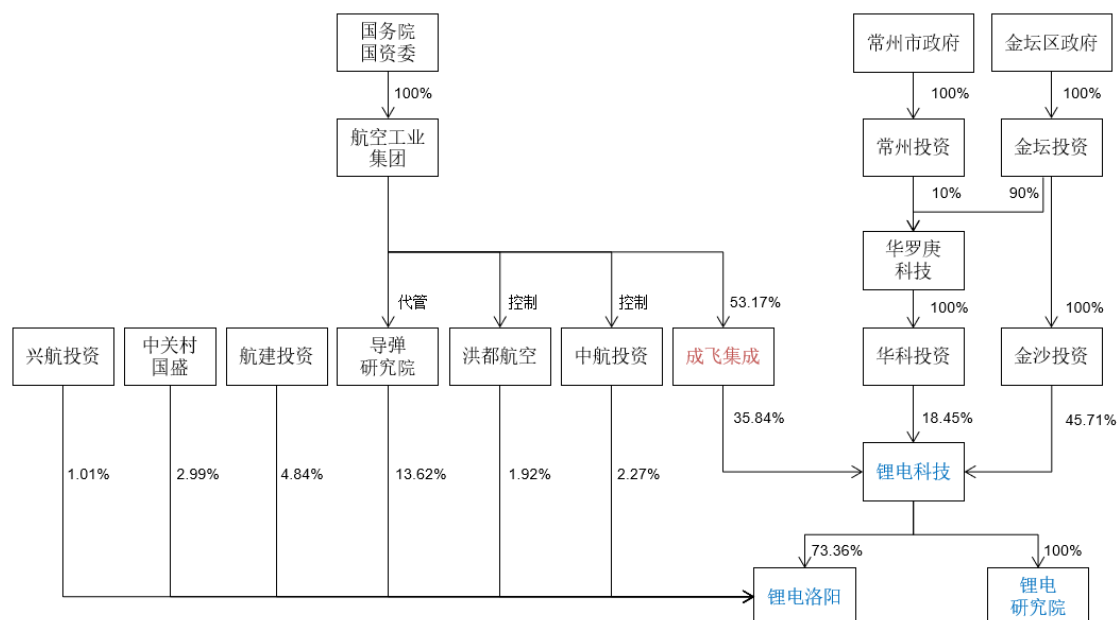 国务院
国资委
常州市政府
金坛区政府
100%
100%
100%
航空工业
集团
常州投资
金坛投资
10%
90%
华罗庚
科技
代管
控制
控制
53.17%
100%
100%
兴航投资
中关村
国盛
航建投资
导弹
研究院
洪都航空
中航投资
成飞集成
华科投资
金沙投资
35.84%
18.45%
45.71%
1.01%
2.99%
4.84%
13.62%
1.92%
2.27%
锂电科技
73.36%
100%
锂电洛阳
锂电
研究院